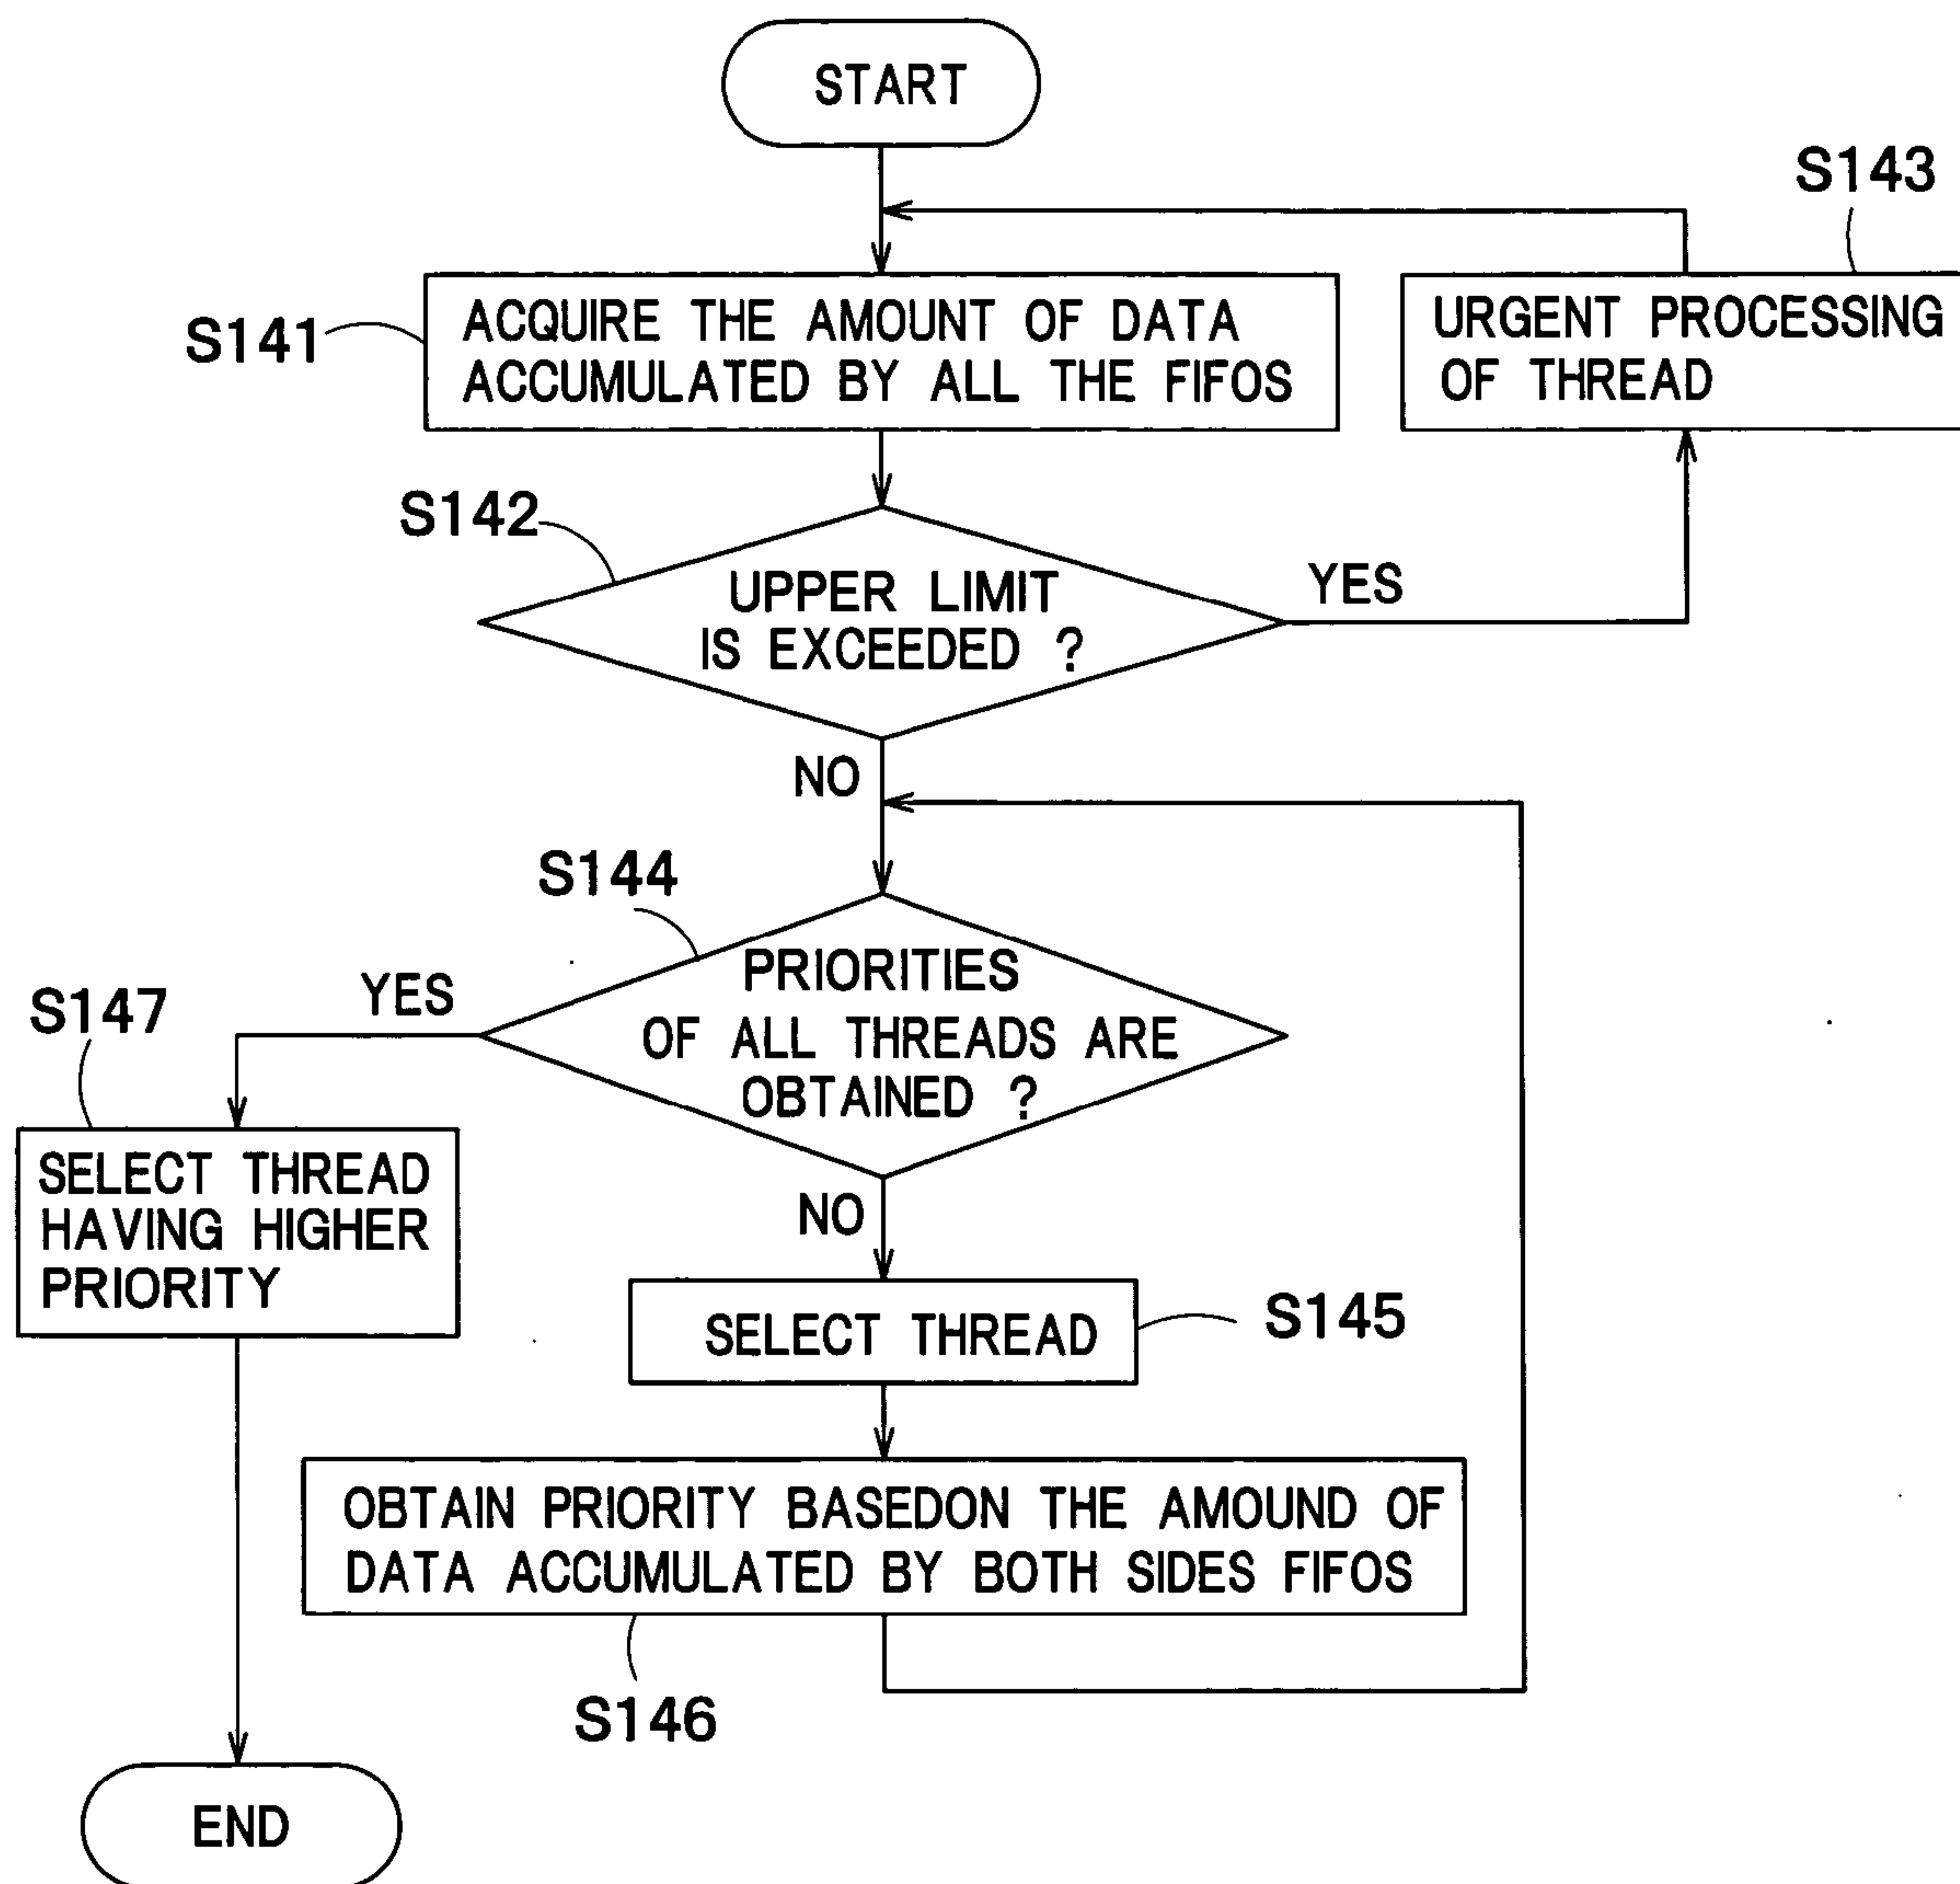 START
S143
S141
ACQUIRE THE AMOUNT OF DATA
ACCUMULATED BY ALL THE FIFOS
URGENT PROCESSING
OF THREAD
S142
UPPER LIMIT
IS EXCEEDED ?
YES
NO
S144
PRIORITIES
OF ALL THREADS ARE
OBTAINED ?
YES
S147
SELECT THREAD
HAVING HIGHER
PRIORITY
NO
SELECT THREAD
S145
OBTAIN PRIORITY BASEDON THE AMOUND OF
DATA ACCUMULATED BY BOTH SIDES FIFOS
S146
END